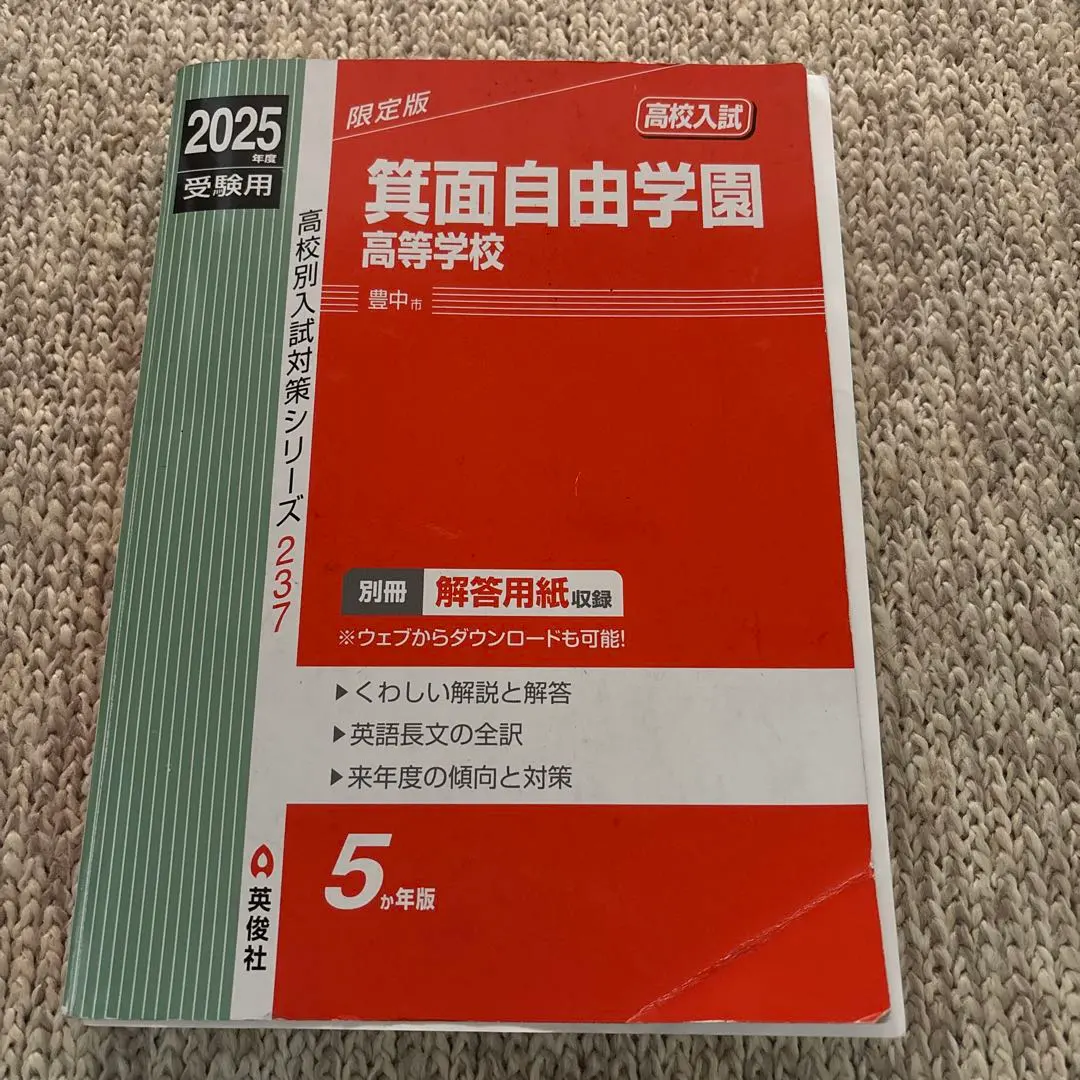 2025
年度
受験用
高校別入試対策シリーズ237
英俊社
限定版
高校入試
箕面自由学園
高等学校
豊中市
別冊 解答用紙収録
※ウェブからダウンロードも可能!
▶くわしい解説と解答
▶英語長文の全訳
▶来年度の傾向と対策
5か年版